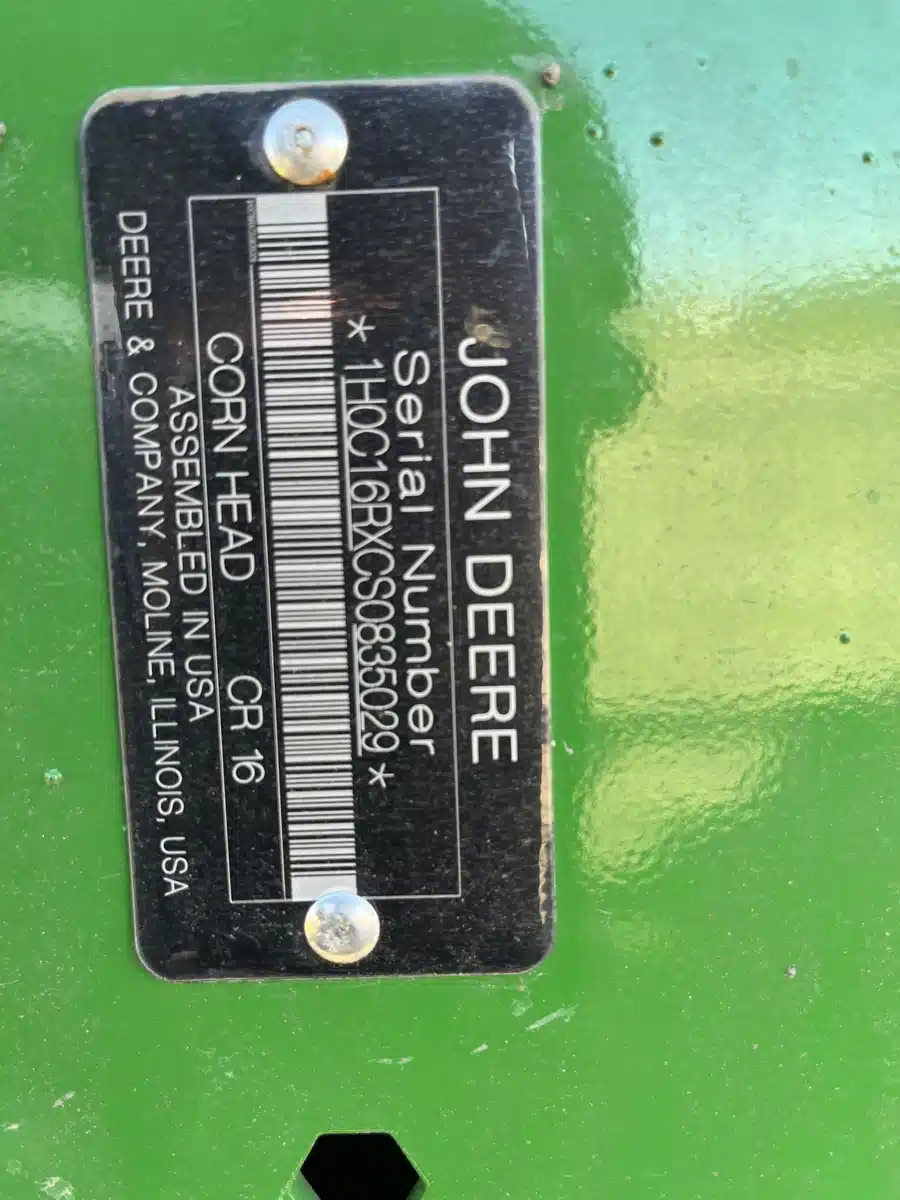 JOHN DEERE
Serial Number
* 1H0C16RXCS0835029 *
CORN HEAD CR 16
ASSEMBLED IN USA
DEERE & COMPANY, MOLINE, ILLINOIS, USA